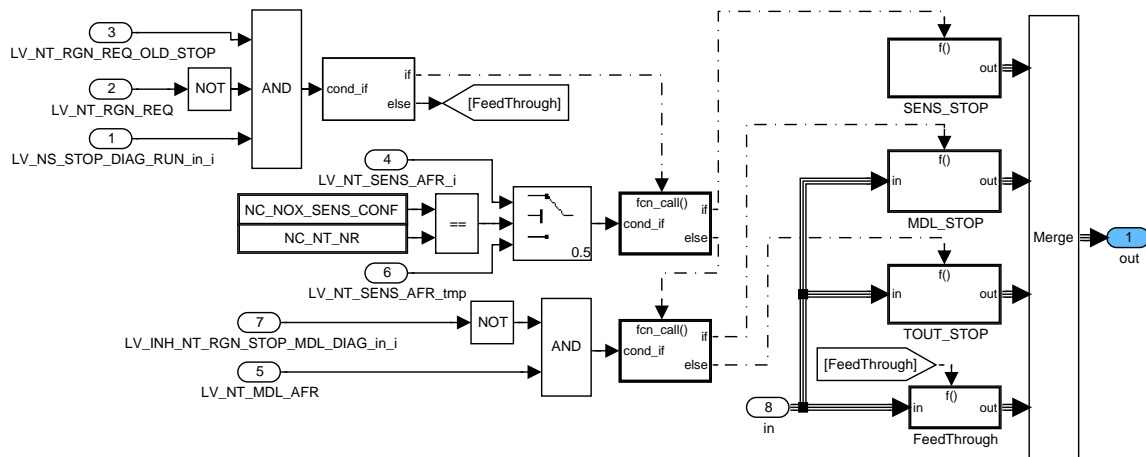 3
LV_NT_RGN_REQ_OLD_STOP
2
LV_NT_RGN_REQ
NOT
1
LV_NS_STOP_DIAG_RUN_in_i
AND
cond_if
if
else
[FeedThrough]
4
LV_NT_SENS_AFR_i
NC_NOX_SENS_CONF
NC_NT_NR
==
0.5
6
LV_NT_SENS_AFR_tmp
fcn_call()
cond_if
if
else
7
LV_INH_NT_RGN_STOP_MDL_DIAG_in_i
NOT
5
LV_NT_MDL_AFR
AND
fcn_call()
cond_if
if
else
f()
out
SENS_STOP
f()
in
out
MDL_STOP
f()
in
out
TOUT_STOP
[FeedThrough]
8
in
f()
in
out
FeedThrough
Merge
1
out